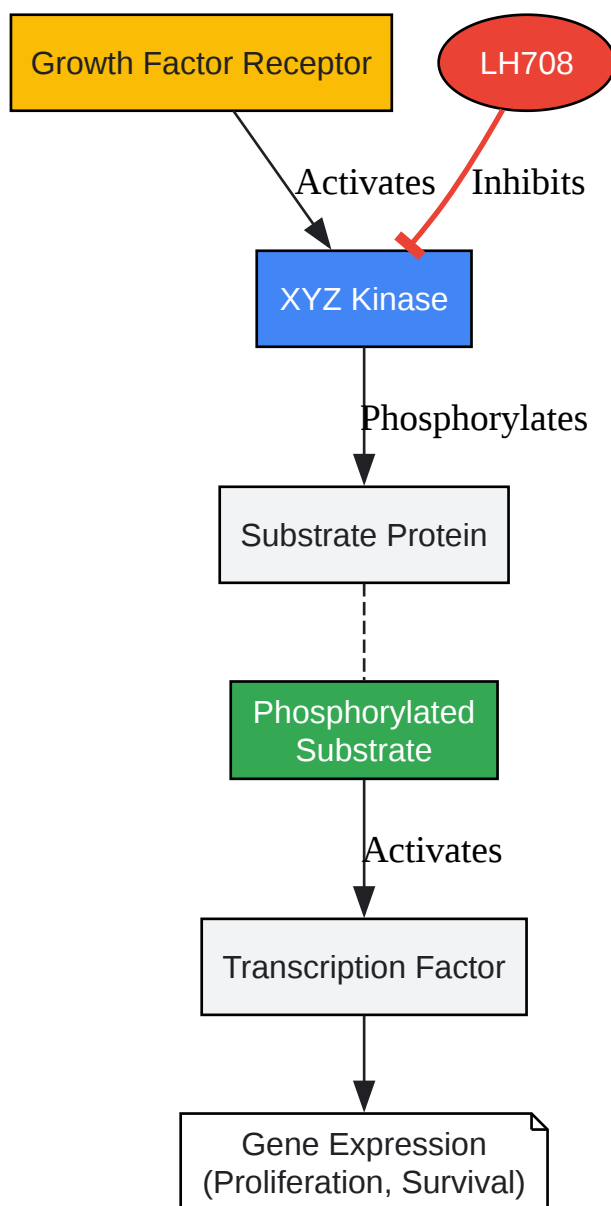 Growth Factor Receptor
LH708
Activates
Inhibits
XYZ Kinase
Phosphorylates
Substrate Protein
Phosphorylated
Substrate
Activates
Transcription Factor
Gene Expression
(Proliferation, Survival)